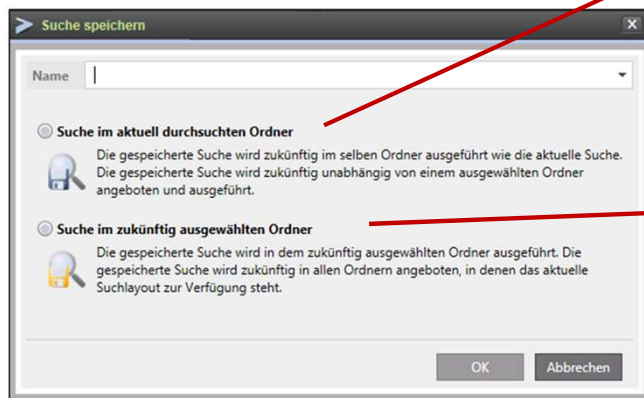 Suche speichern
Name
Suche im aktuell durchsuchten Ordner
Die gespeicherte Suche wird zukünftig im selben Ordner ausgeführt wie die aktuelle Suche.
Die gespeicherte Suche wird zukünftig unabhängig von einem ausgewählten Ordner
angeboten und ausgeführt.
Suche im zukünftig ausgewählten Ordner
Die gespeicherte Suche wird in dem zukünftig ausgewählten Ordner ausgeführt. Die
gespeicherte Suche wird zukünftig in allen Ordnern angeboten, in denen das aktuelle
Suchlayout zur Verfügung steht.
OK
Abbrechen